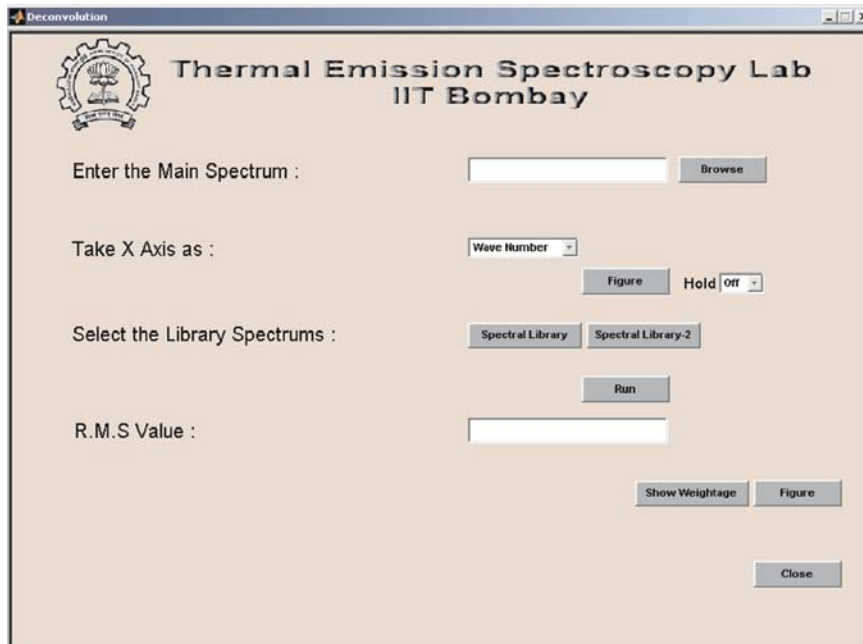 Deconvolution
Thermal Emission Spectroscopy Lab
IIT Bombay
Enter the Main Spectrum :
Browse
Take X Axis as :
Wave Number
Figure
Hold
Off
Select the Library Spectrums :
Spectral Library
Spectral Library-2
Run
R.M.S Value :
Show Weightage
Figure
Close